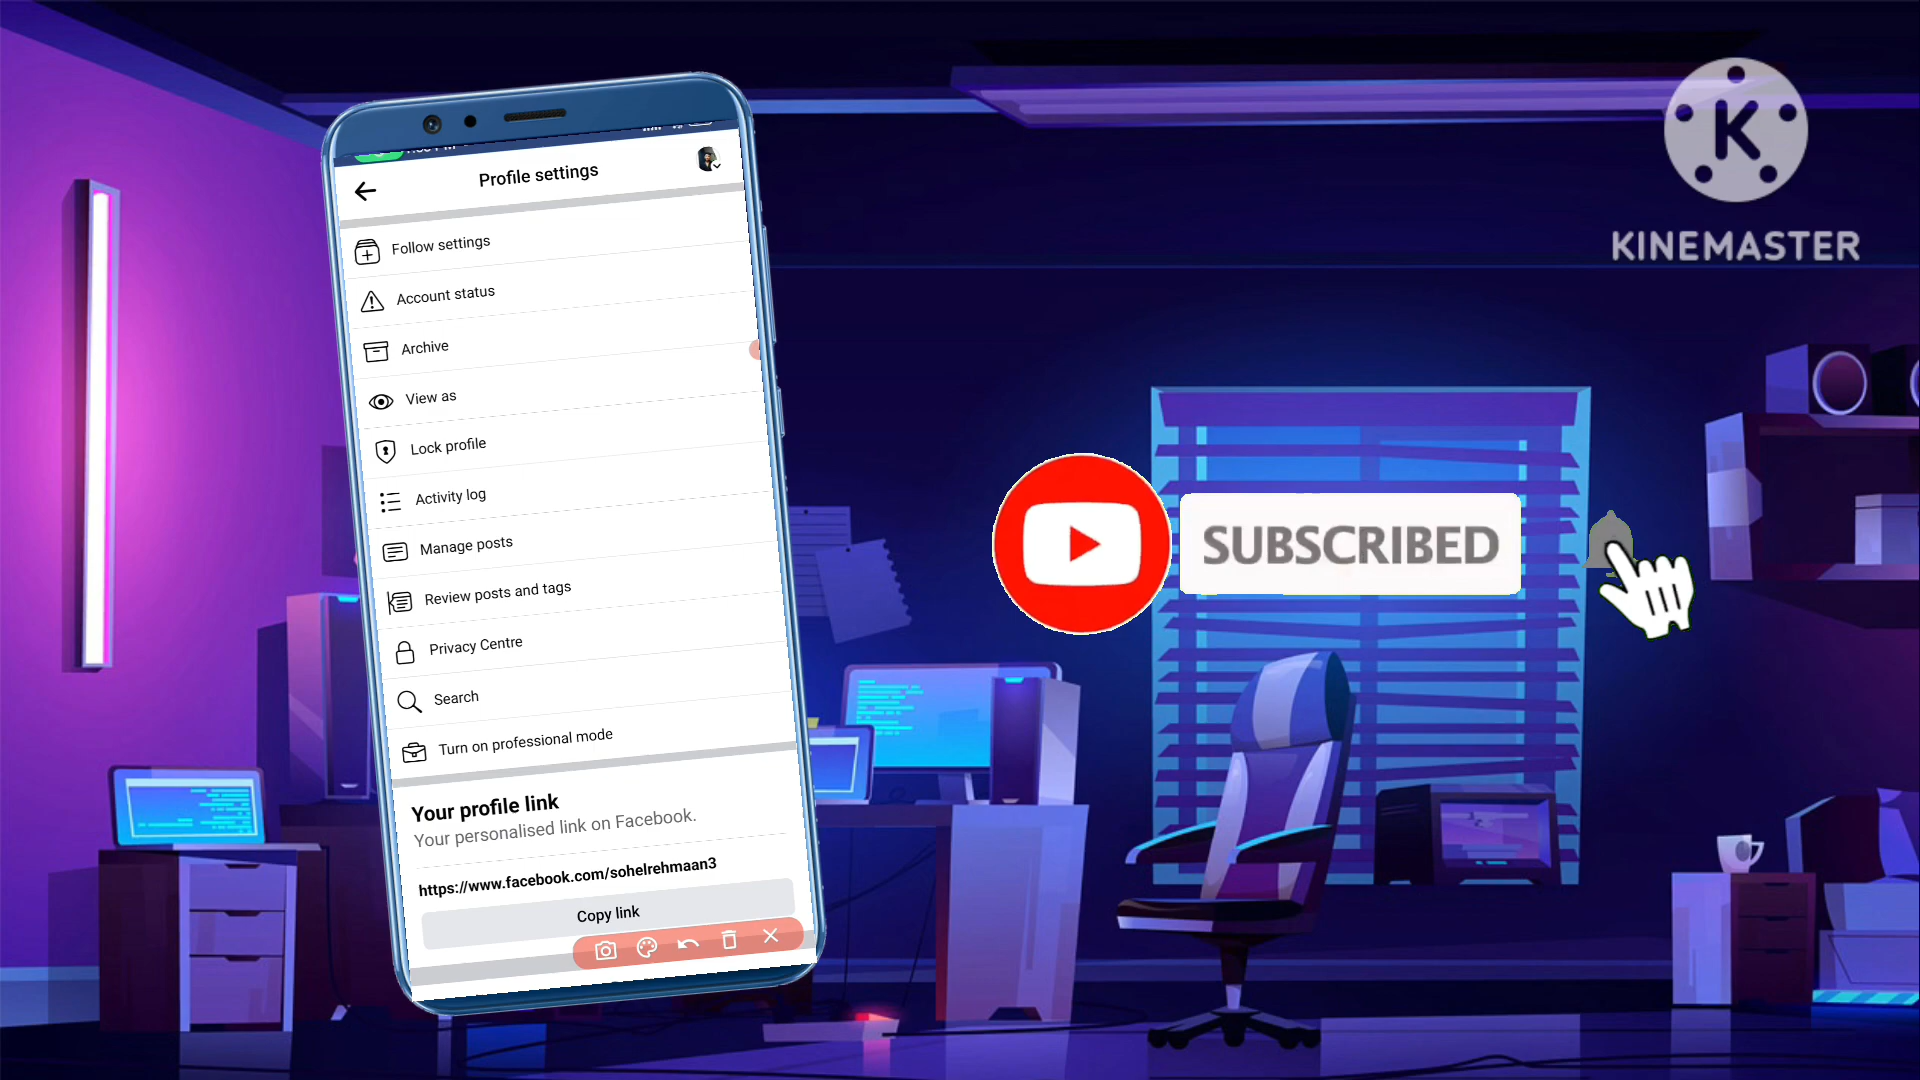 Profile settings
Follow settings
Account status
Archive
View as
Lock profile
Activity log
Manage posts
Review posts and tags
Privacy Centre
Search
Turn on professional mode
Your profile link
Your personalised link on Facebook.
https://www.facebook.com/sohelrehmaan3
Copy link
SUBSCRIBED
K
KINEMASTER